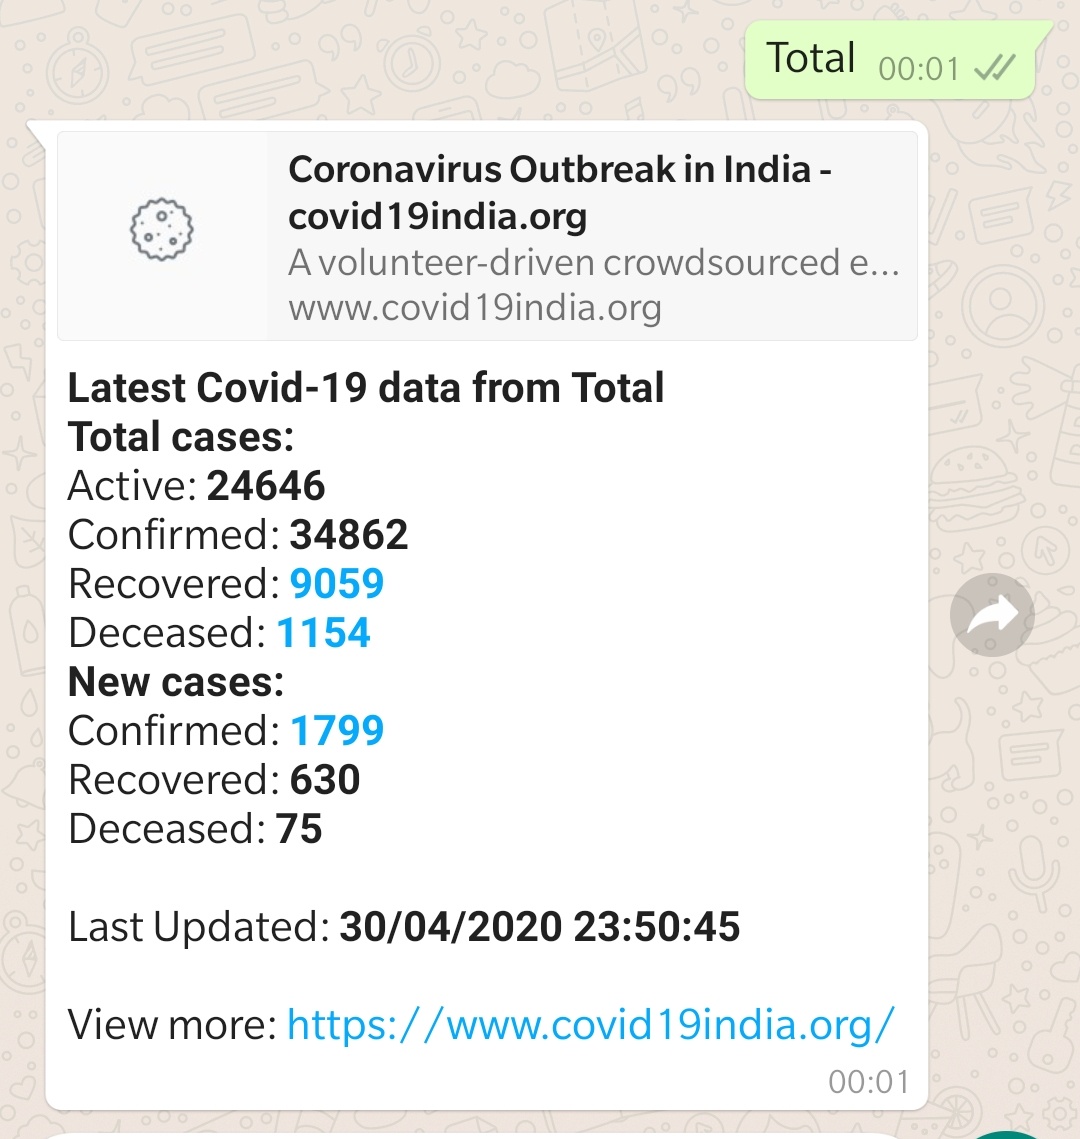 Total 00:01
Coronavirus Outbreak in India -
covid19india.org
A volunteer-driven crowdsourced e...
www.covid19india.org
Latest Covid-19 data from Total
Total cases:
Active: 24646
Confirmed: 34862
Recovered: 9059
Deceased: 1154
New cases:
Confirmed: 1799
Recovered: 630
Deceased: 75
Last Updated: 30/04/2020 23:50:45
View more: https://www.covid19india.org/
00:01